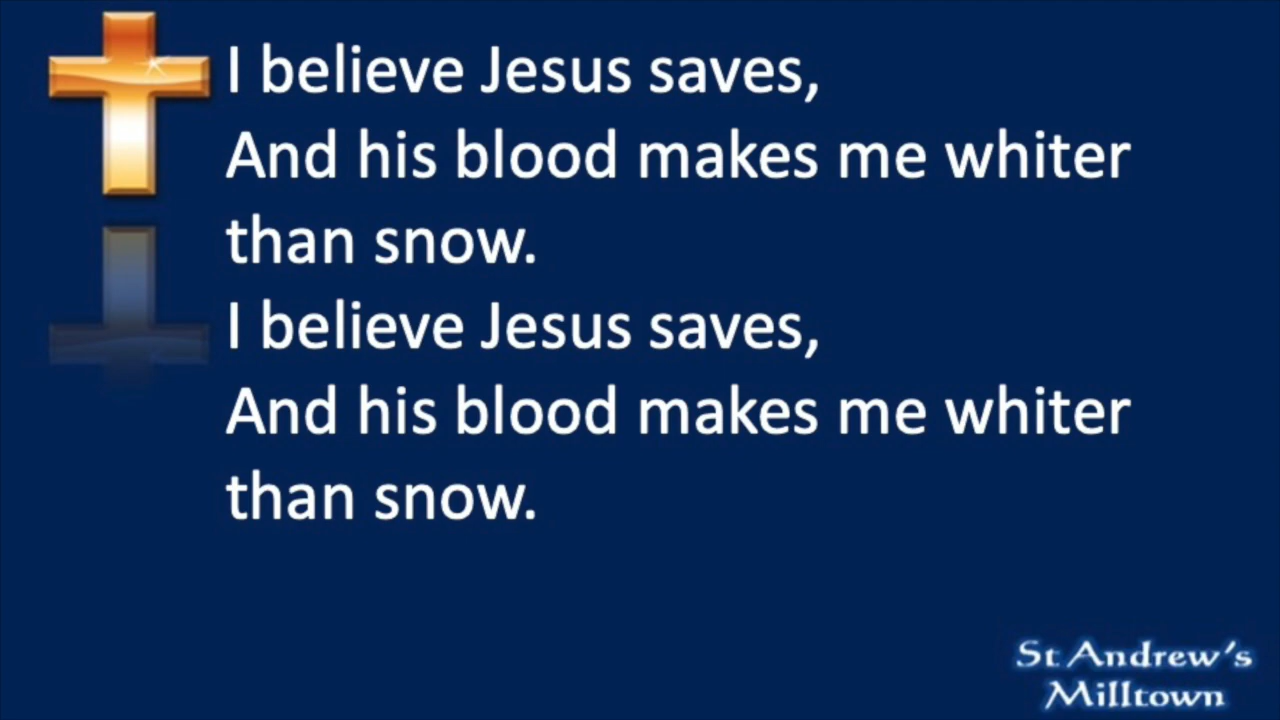 I believe Jesus saves,
And his blood makes me whiter
than snow.
I believe Jesus saves,
And his blood makes me whiter
than snow.
St Andrew's
Milltown